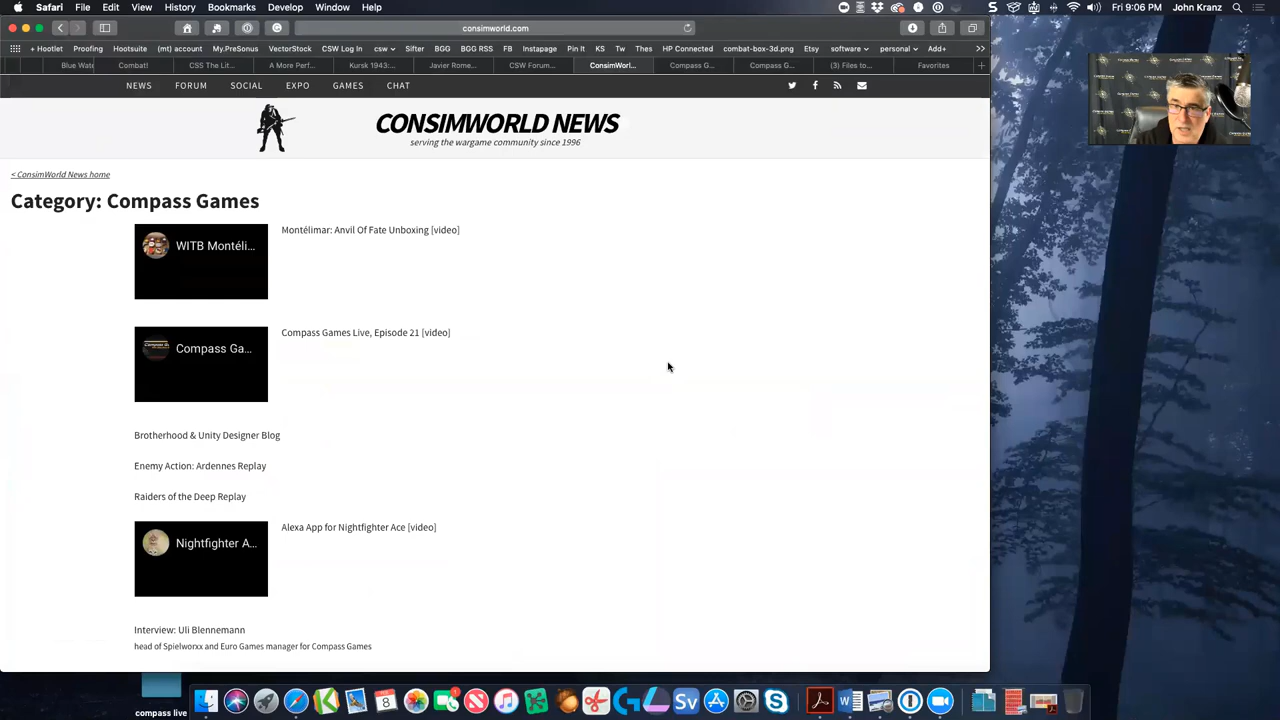 Safari File Edit View History Bookmarks Develop Window Help
S Fri 9:06 PM John Kranz
consimworld.com
+ Hootlet Proofing Hootsuite (mt) account My.PreSonus VectorStock CSW Log In csw Sifter BGG BGG RSS FB Instapage Pin It KS Tw Thes HP Connected combat-box-3d.png Etsy software personal Add+ >>
Blue Wat Combat! CSS The Lit... A More Perf... Kursk 1943:... Javier Rome... CSW Forum... ConsimWorl... Compass G... Compass G... (3) Files to... Favorites +
NEWS FORUM SOCIAL EXPO GAMES CHAT
CONSIMWORLD NEWS
serving the wargame community since 1996
< ConsimWorld News home
Category: Compass Games
WITB Montéli...
Montélimar: Anvil Of Fate Unboxing [video]
Compass Ga...
Compass Games Live, Episode 21 [video]
Brotherhood & Unity Designer Blog
Enemy Action: Ardennes Replay
Raiders of the Deep Replay
Nightfighter A...
Alexa App for Nightfighter Ace [video]
Interview: Uli Blennemann
head of Spielworxx and Euro Games manager for Compass Games
8
1
Sv
compass live